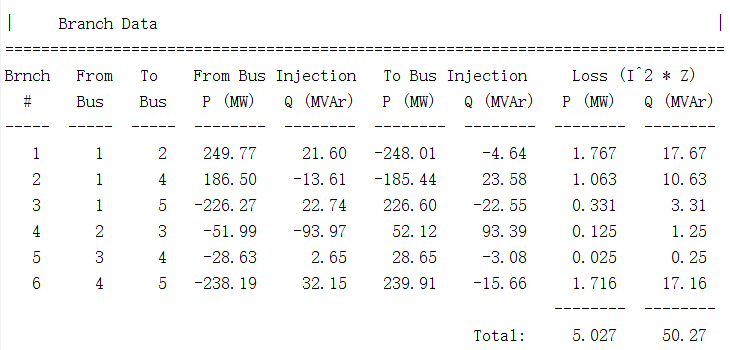 |     Branch Data                                                              |
================================================================================
Brnch   From   To    From Bus Injection   To Bus Injection     Loss (I^2 * Z)
  #     Bus    Bus    P (MW)   Q (MVAr)   P (MW)   Q (MVAr)   P (MW)   Q (MVAr)
-----  -----  -----  --------  --------  --------  --------  --------  --------
   1      1      2    249.77     21.60   -248.01     -4.64     1.767     17.67
   2      1      4    186.50    -13.61   -185.44     23.58     1.063     10.63
   3      1      5   -226.27     22.74    226.60    -22.55     0.331      3.31
   4      2      3    -51.99    -93.97     52.12     93.39     0.125      1.25
   5      3      4    -28.63      2.65     28.65     -3.08     0.025      0.25
   6      4      5   -238.19     32.15    239.91    -15.66     1.716     17.16
                                                             --------  --------
                                                    Total:     5.027     50.27